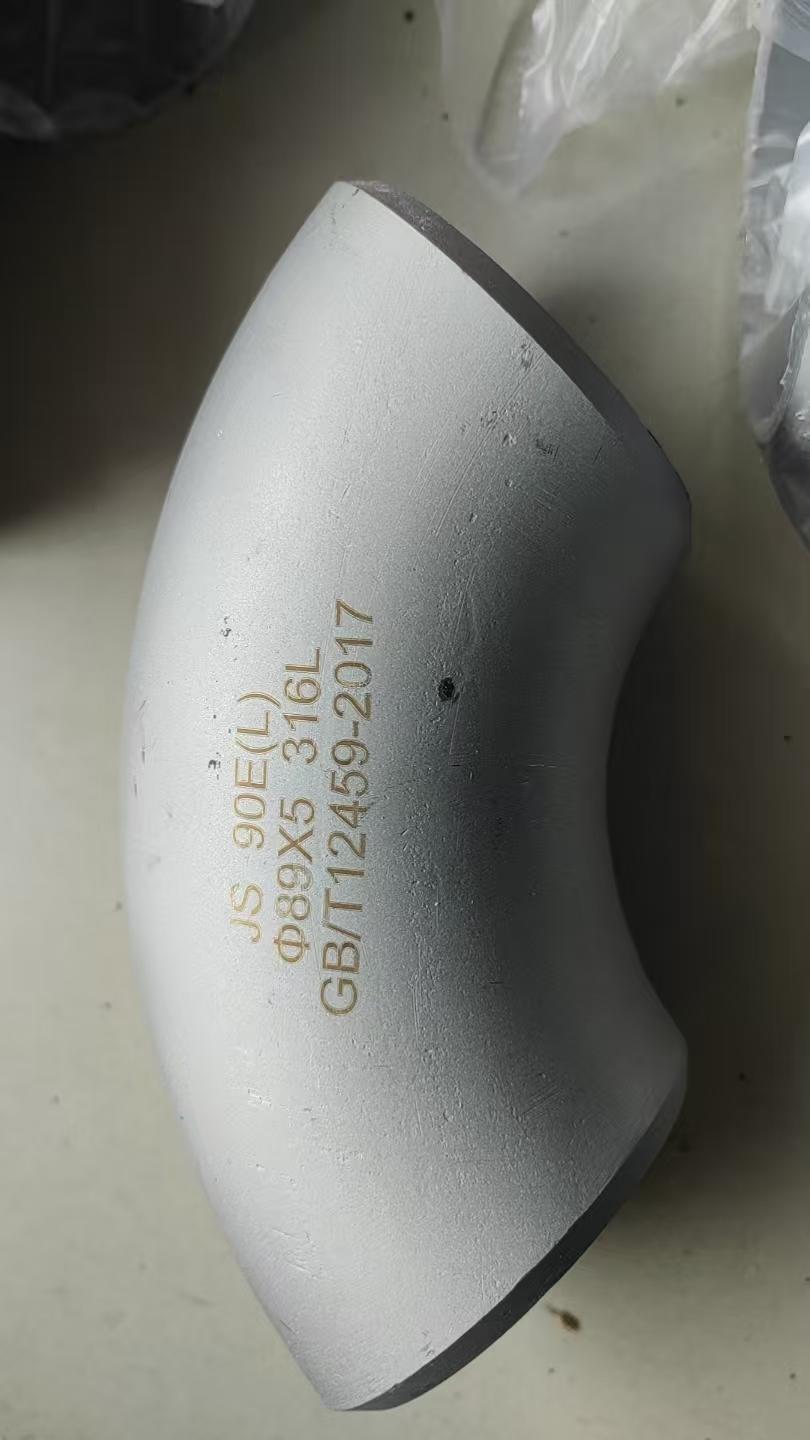 JS 90E(L)
Φ89X5 316L
GB/T12459-2017